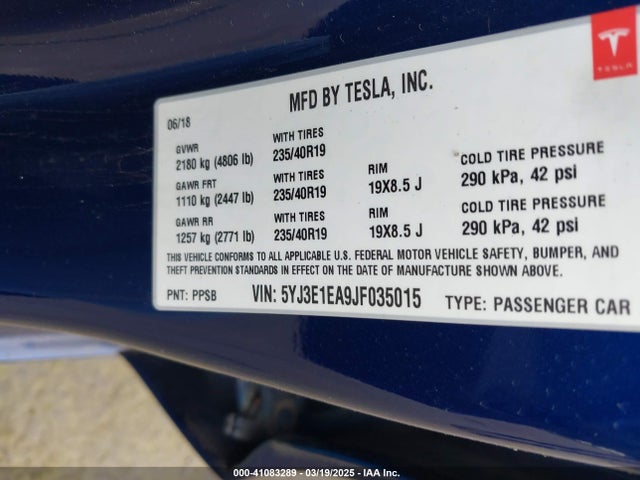 TESLA
MFD BY TESLA, INC.
06/18
GVWR WITH TIRES
2180 kg (4806 lb) 235/40R19
GAWR FRT WITH TIRES RIM COLD TIRE PRESSURE
1110 kg (2447 lb) 235/40R19 19X8.5 J 290 kPa, 42 psi
GAWR RR WITH TIRES RIM COLD TIRE PRESSURE
1257 kg (2771 lb) 235/40R19 19X8.5 J 290 kPa, 42 psi
THIS VEHICLE CONFORMS TO ALL APPLICABLE U.S. FEDERAL MOTOR VEHICLE SAFETY, BUMPER, AND
THEFT PREVENTION STANDARDS IN EFFECT ON THE DATE OF MANUFACTURE SHOWN ABOVE.
PNT: PPSB VIN: 5YJ3E1EA9JF035015 TYPE: PASSENGER CAR
000-41083289 - 03/19/2025 - IAA Inc.